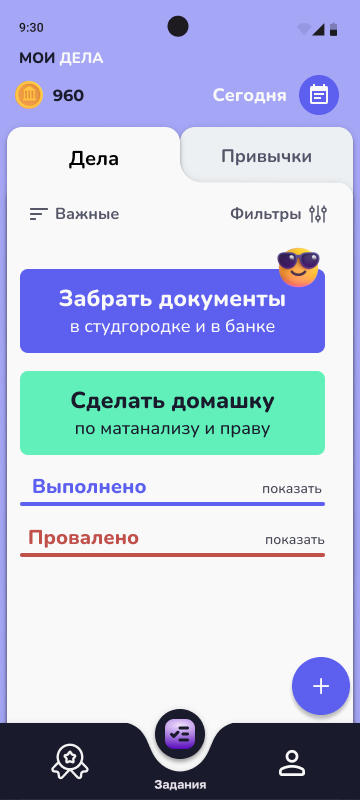 9:30
МОИ ДЕЛА
960
Сегодня
Дела
Привычки
Важные
Фильтры
Забрать документы
в студгородке и в банке
Сделать домашку
по матанализу и праву
Выполнено
показать
Провалено
показать
Задания